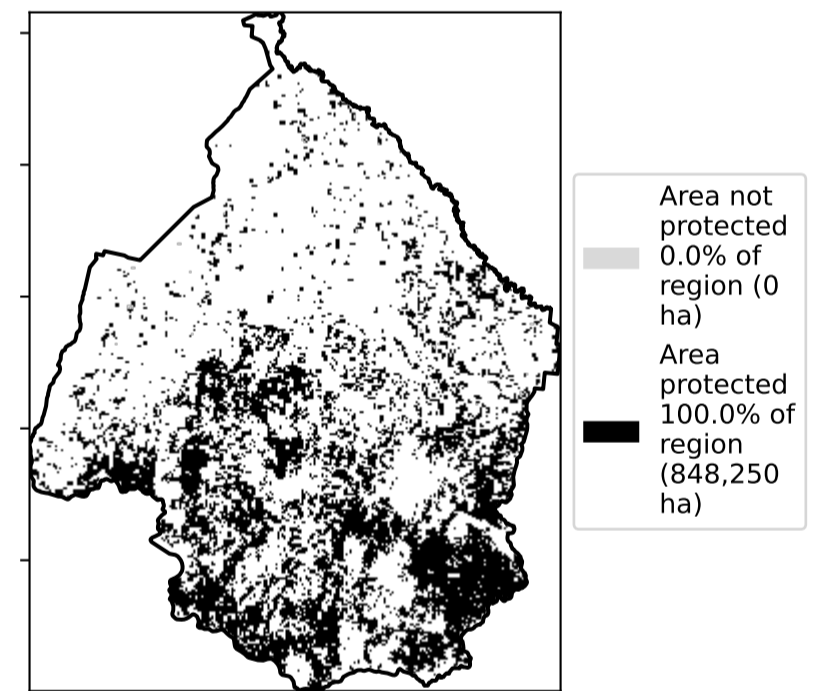 Area not
protected
0.0% of
region (0
ha)
Area
protected
100.0% of
region
(848,250
ha)